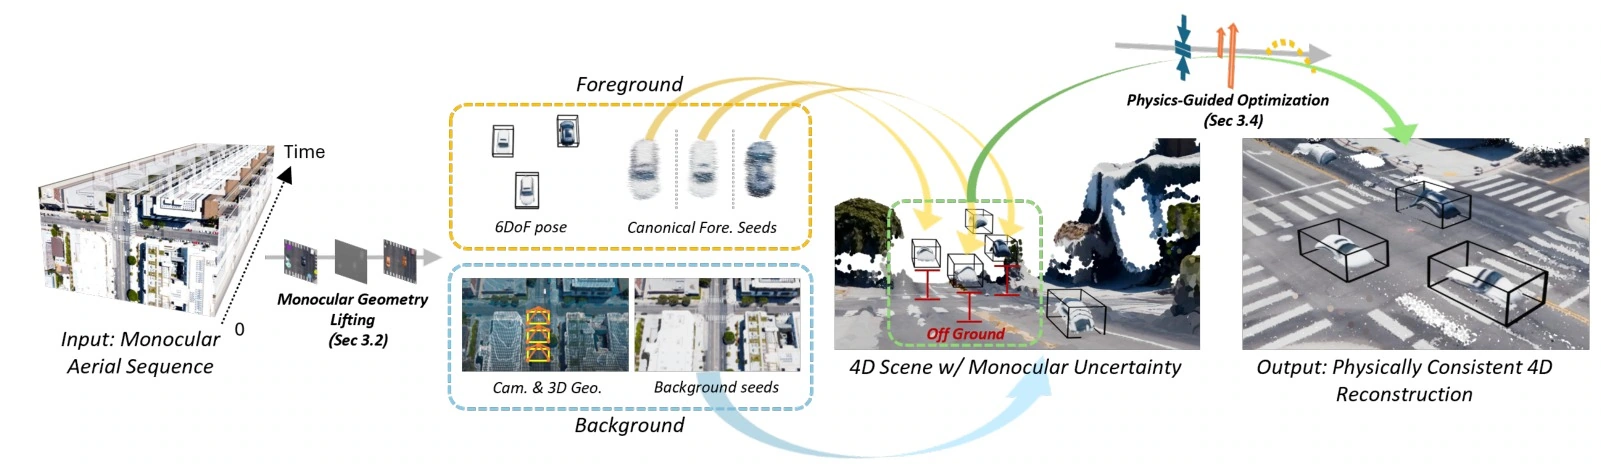 Time
0
Input: Monocular
Aerial Sequence
Monocular Geometry
Lifting
(Sec 3.2)
Foreground
6DoF pose
Canonical Fore. Seeds
Cam. & 3D Geo.
Background seeds
Background
Off Ground
4D Scene w/ Monocular Uncertainty
Physics-Guided Optimization
(Sec 3.4)
Output: Physically Consistent 4D
Reconstruction